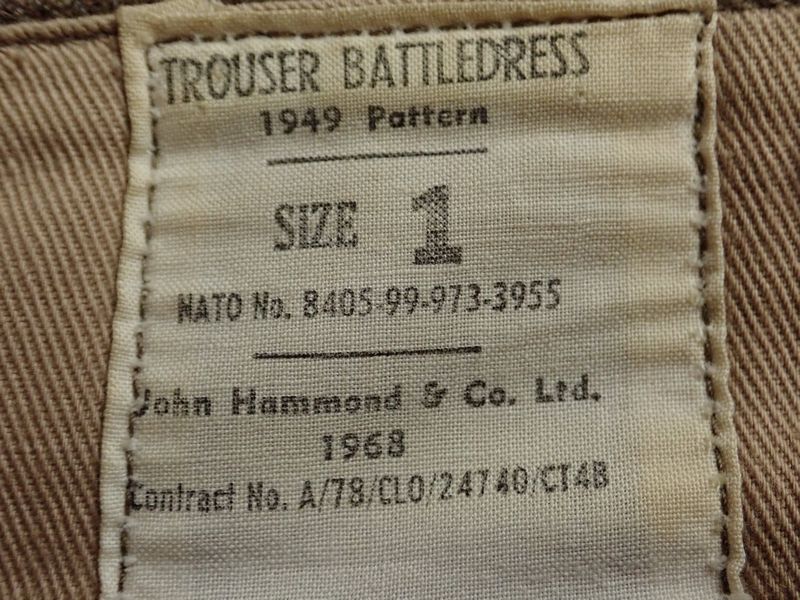 TROUSER BATTLEDRESS
1949 Pattern
SIZE 1
NATO No. 8405-99-973-3955
John Hammond & Co. Ltd.
1968
Contract No. A/78/CLO/24740/CT4B